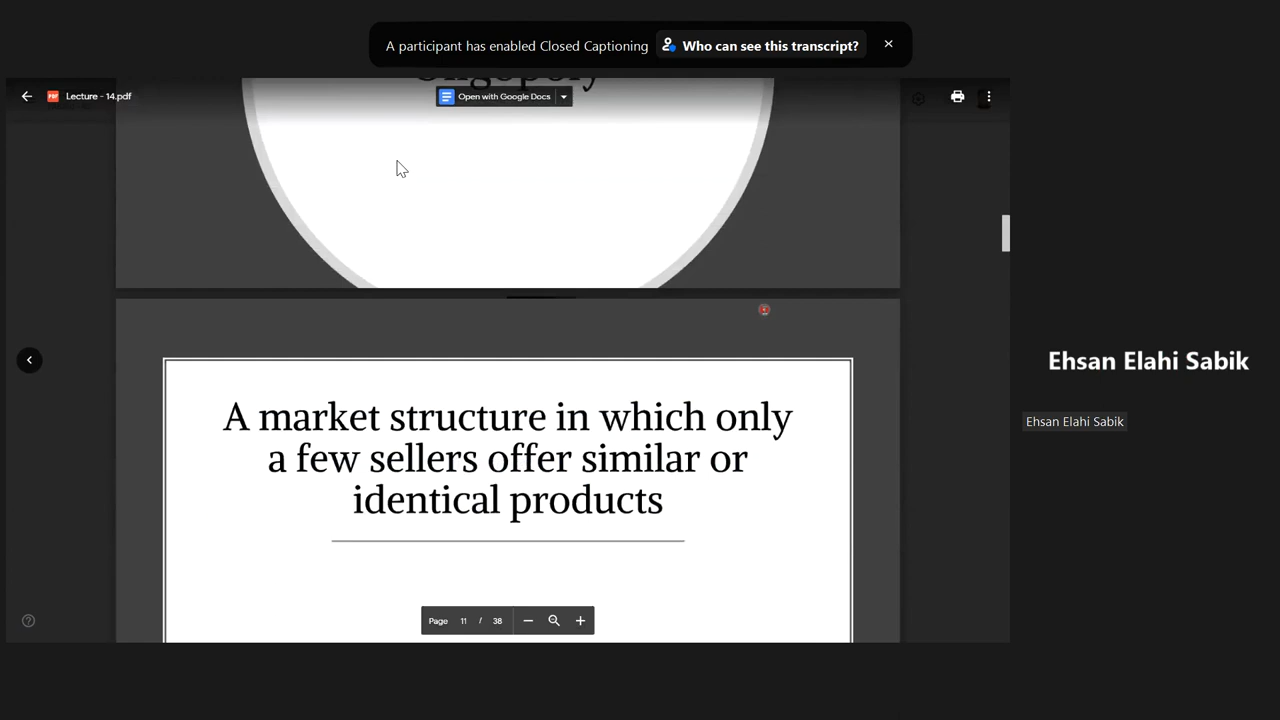 A participant has enabled Closed Captioning
Who can see this transcript?
Oligopoly
Lecture - 14.pdf
Open with Google Docs
A market structure in which only
a few sellers offer similar or
identical products
Page 11 / 38
Ehsan Elahi Sabik
Ehsan Elahi Sabik